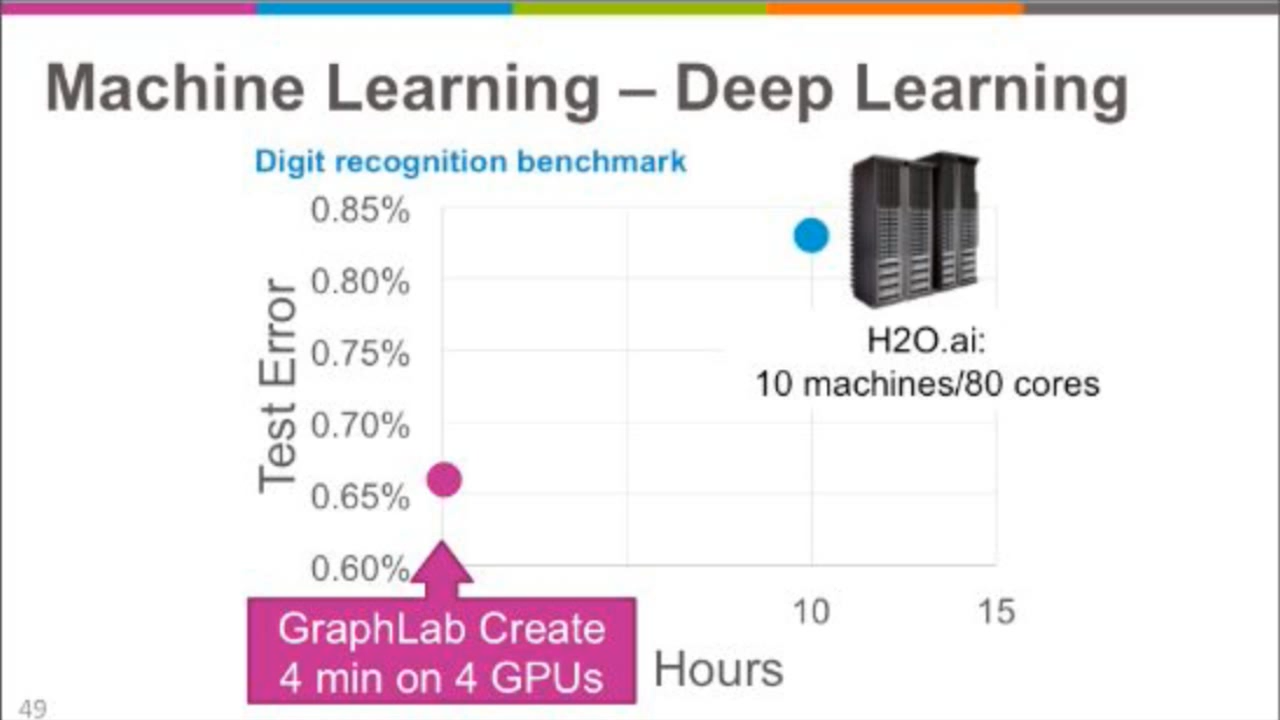 Machine Learning – Deep Learning
Digit recognition benchmark
0.85%
0.80%
0.75%
0.70%
0.65%
0.60%
Test Error
H2O.ai:
10 machines/80 cores
10
15
Hours
GraphLab Create
4 min on 4 GPUs
49